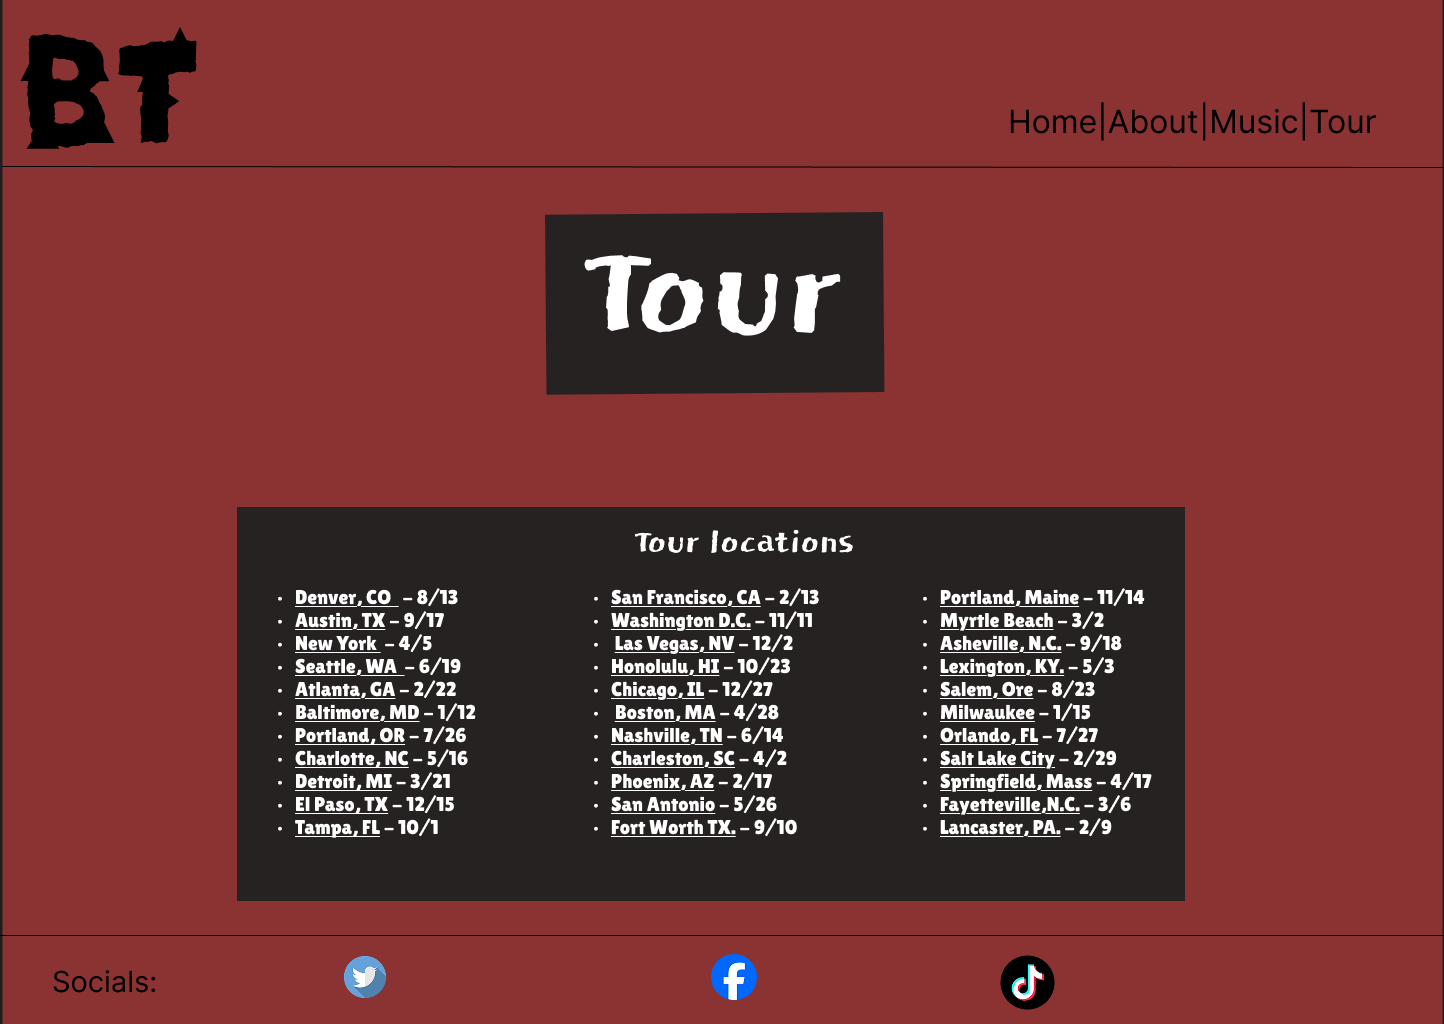 BT
Home|About|Music|Tour
Tour
Tour locations
• Denver, CO – 8/13
• Austin, TX – 9/17
• New York – 4/5
• Seattle, WA – 6/19
• Atlanta, GA – 2/22
• Baltimore, MD – 1/12
• Portland, OR – 7/26
• Charlotte, NC – 5/16
• Detroit, MI – 3/21
• El Paso, TX – 12/15
• Tampa, FL – 10/1
• San Francisco, CA – 2/13
• Washington D.C. – 11/11
• Las Vegas, NV – 12/2
• Honolulu, HI – 10/23
• Chicago, IL – 12/27
• Boston, MA – 4/28
• Nashville, TN – 6/14
• Charleston, SC – 4/2
• Phoenix, AZ – 2/17
• San Antonio – 5/26
• Fort Worth TX. – 9/10
• Portland, Maine – 11/14
• Myrtle Beach – 3/2
• Asheville, N.C. – 9/18
• Lexington, KY. – 5/3
• Salem, Ore – 8/23
• Milwaukee – 1/15
• Orlando, FL – 7/27
• Salt Lake City – 2/29
• Springfield, Mass – 4/17
• Fayetteville,N.C. – 3/6
• Lancaster, PA. – 2/9
Socials: